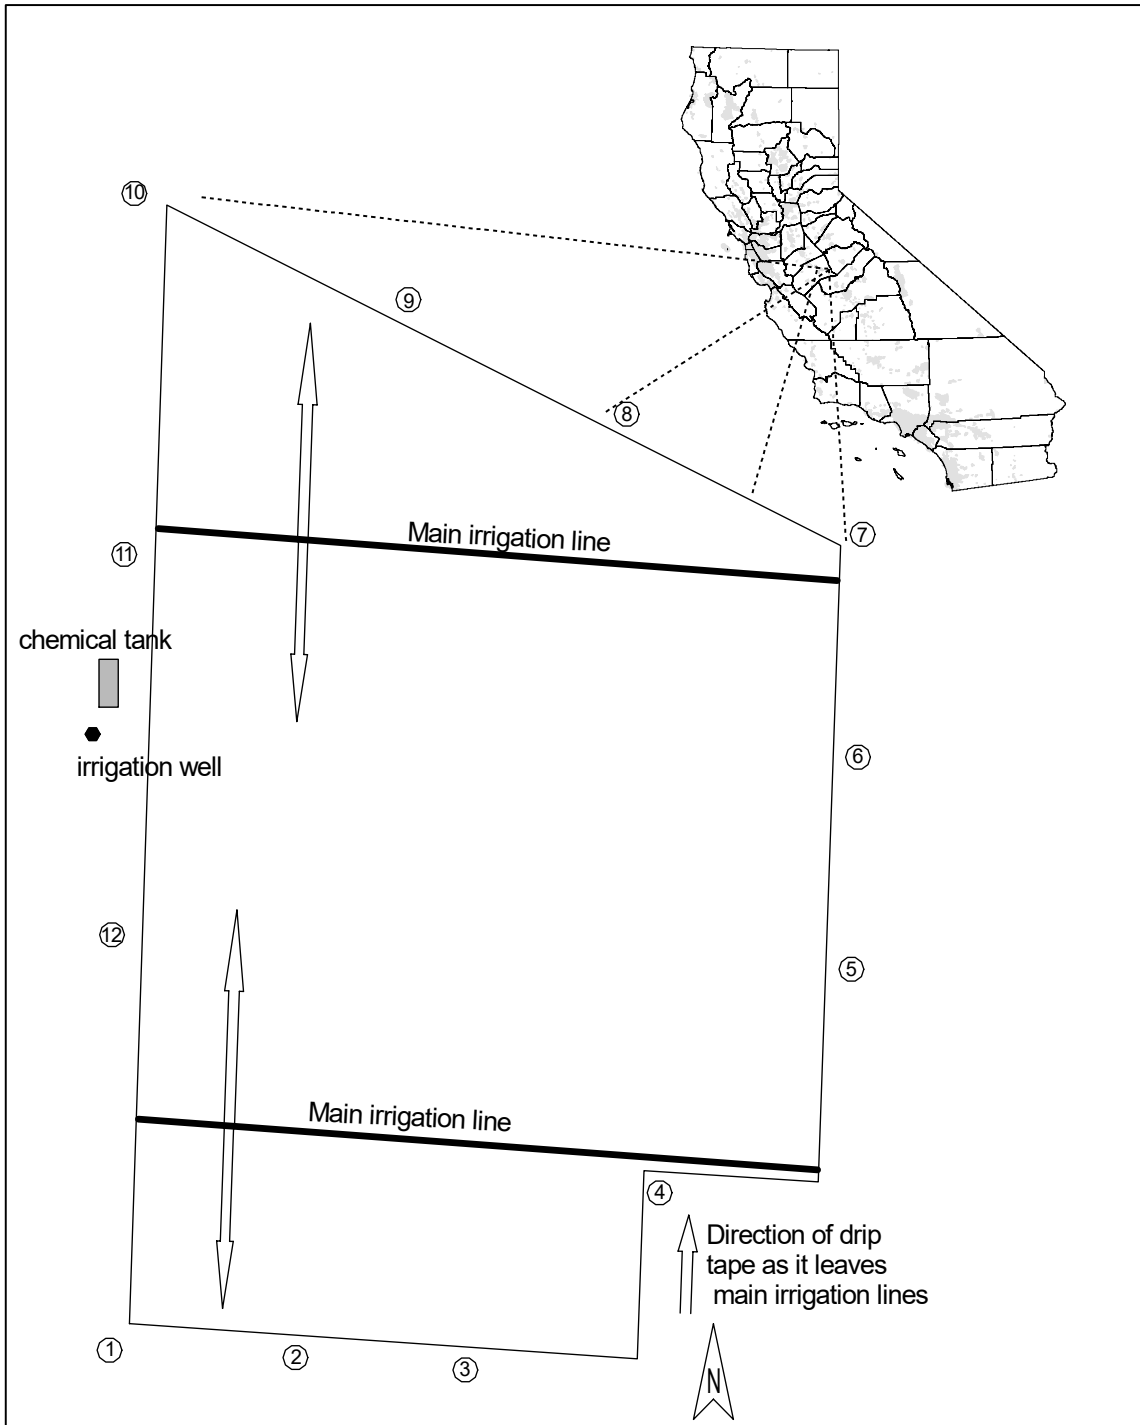 10
9
8
Main irrigation line
7
11
chemical tank
6
irrigation well
12
5
Main irrigation line
4
Direction of drip
tape as it leaves
main irrigation lines
1
2
3
N